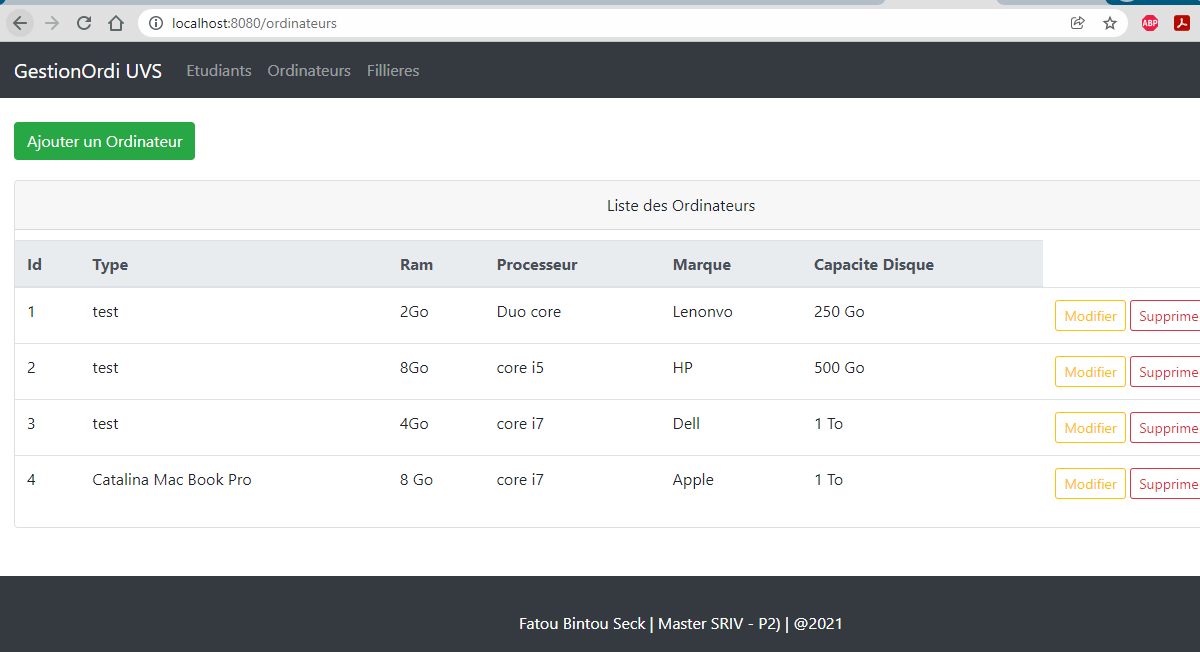 localhost:8080/ordinateurs
ABP
GestionOrdi UVS Etudiants Ordinateurs Fillieres
Ajouter un Ordinateur
Liste des Ordinateurs
Id Type Ram Processeur Marque Capacite Disque
1 test 2Go Duo core Lenonvo 250 Go Modifier Supprime
2 test 8Go core i5 HP 500 Go Modifier Supprime
3 test 4Go core i7 Dell 1 To Modifier Supprime
4 Catalina Mac Book Pro 8 Go core i7 Apple 1 To Modifier Supprime
Fatou Bintou Seck | Master SRIV - P2) | @2021